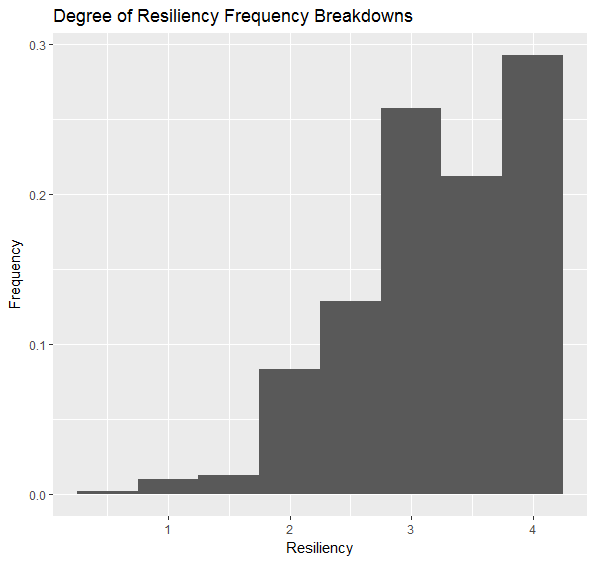 Degree of Resiliency Frequency Breakdowns
0.3
0.2
0.1
0.0
Frequency
1 2 3 4
Resiliency